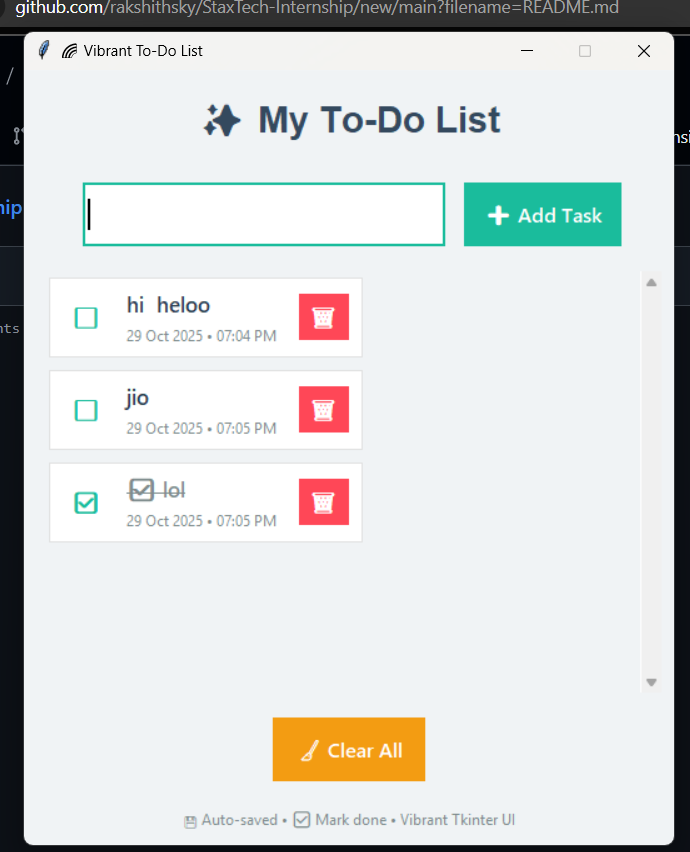 github.com/rakshithsky/StaxTech-Internship/new/main?filename=README.md
Vibrant To-Do List
/
✨ My To-Do List
➕ Add Task
hi heloo
29 Oct 2025 • 07:04 PM
jio
29 Oct 2025 • 07:05 PM
☑ lol
29 Oct 2025 • 07:05 PM
🧹 Clear All
💾 Auto-saved • ☑ Mark done • Vibrant Tkinter UI